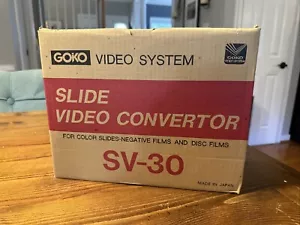 GOKO VIDEO SYSTEM
SLIDE
VIDEO CONVERTOR
FOR COLOR SLIDES-NEGATIVE FILMS AND DISC FILMS
SV-30
MADE IN JAPAN